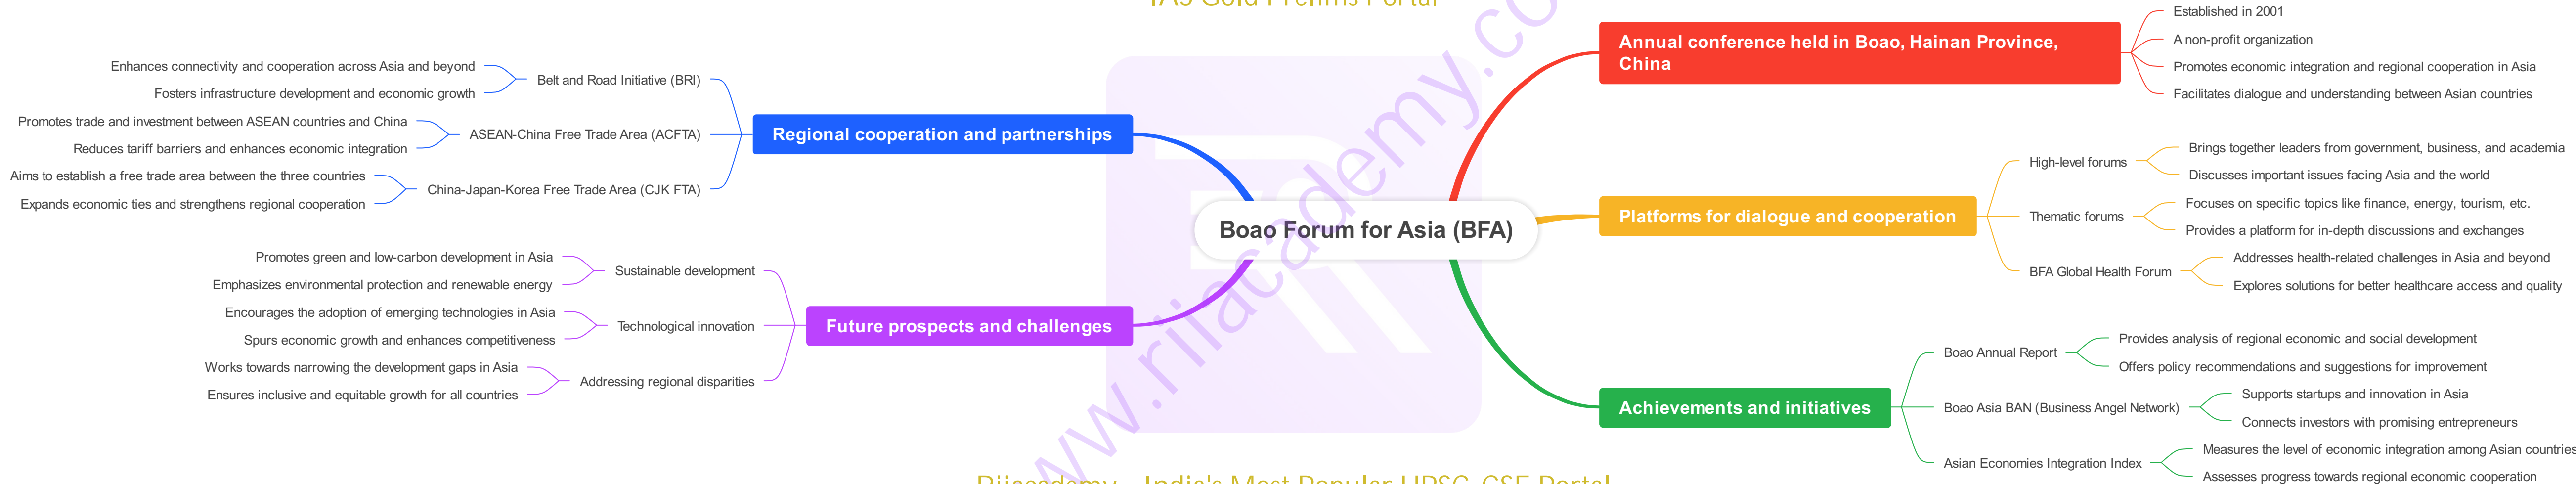 IAS Gold Prelims Portal
Boao Forum for Asia (BFA)
Annual conference held in Boao, Hainan Province,
China
Established in 2001
A non-profit organization
Promotes economic integration and regional cooperation in Asia
Facilitates dialogue and understanding between Asian countries
Platforms for dialogue and cooperation
High-level forums
Brings together leaders from government, business, and academia
Discusses important issues facing Asia and the world
Thematic forums
Focuses on specific topics like finance, energy, tourism, etc.
Provides a platform for in-depth discussions and exchanges
BFA Global Health Forum
Addresses health-related challenges in Asia and beyond
Explores solutions for better healthcare access and quality
Achievements and initiatives
Boao Annual Report
Provides analysis of regional economic and social development
Offers policy recommendations and suggestions for improvement
Boao Asia BAN (Business Angel Network)
Supports startups and innovation in Asia
Connects investors with promising entrepreneurs
Asian Economies Integration Index
Measures the level of economic integration among Asian countries
Assesses progress towards regional economic cooperation
Regional cooperation and partnerships
Belt and Road Initiative (BRI)
Enhances connectivity and cooperation across Asia and beyond
Fosters infrastructure development and economic growth
ASEAN-China Free Trade Area (ACFTA)
Promotes trade and investment between ASEAN countries and China
Reduces tariff barriers and enhances economic integration
China-Japan-Korea Free Trade Area (CJK FTA)
Aims to establish a free trade area between the three countries
Expands economic ties and strengthens regional cooperation
Future prospects and challenges
Sustainable development
Promotes green and low-carbon development in Asia
Emphasizes environmental protection and renewable energy
Technological innovation
Encourages the adoption of emerging technologies in Asia
Spurs economic growth and enhances competitiveness
Addressing regional disparities
Works towards narrowing the development gaps in Asia
Ensures inclusive and equitable growth for all countries
ww.rijacademy.co
Rijacademy - India's Most Popular UPSC-CSE Portal